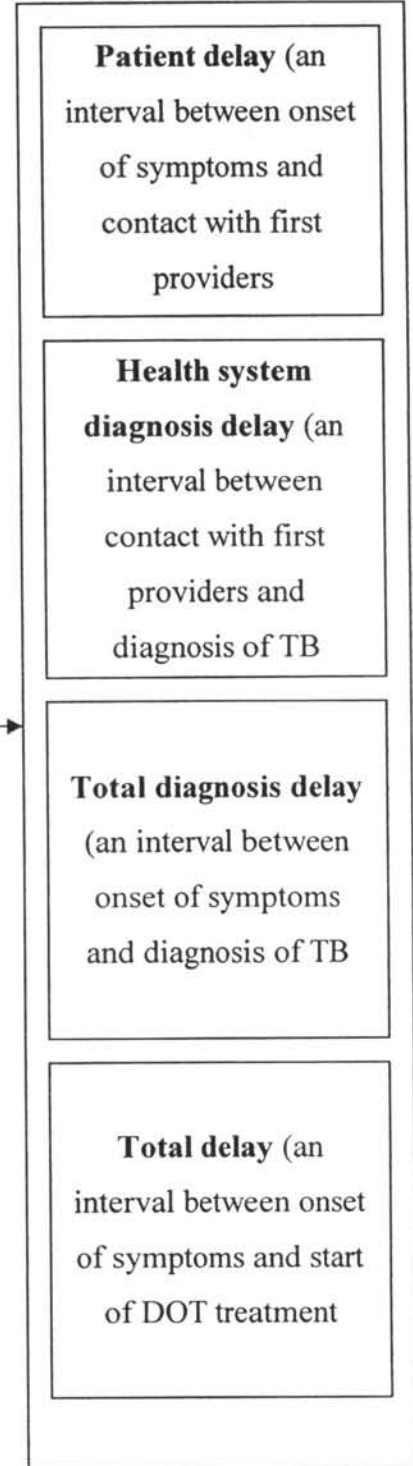 Patient delay (an
interval between onset
of symptoms and
contact with first
providers
Health system
diagnosis delay (an
interval between
contact with first
providers and
diagnosis of TB
Total diagnosis delay
(an interval between
onset of symptoms
and diagnosis of TB
Total delay (an
interval between onset
of symptoms and start
of DOT treatment